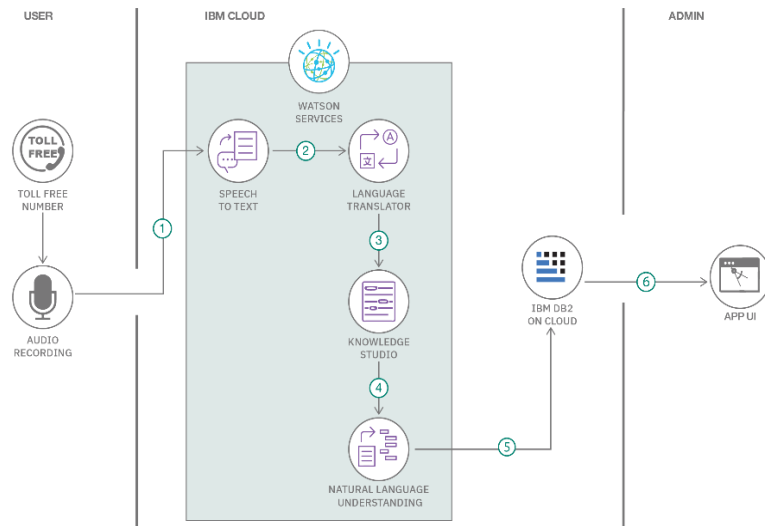 USER
IBM CLOUD
ADMIN
WATSON
SERVICES
TOLL
FREE
TOLL FREE
NUMBER
SPEECH
TO TEXT
2
A
文
LANGUAGE
TRANSLATOR
1
3
AUDIO
RECORDING
KNOWLEDGE
STUDIO
IBM DB2
ON CLOUD
6
APP UI
4
5
NATURAL LANGUAGE
UNDERSTANDING